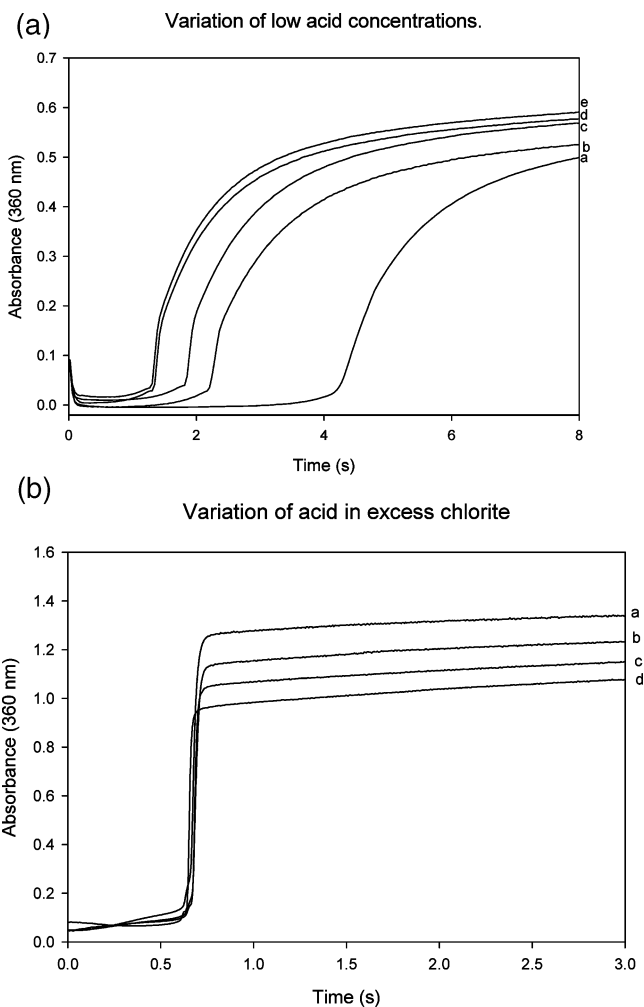 (a)
Variation of low acid concentrations.
0.7
0.6
0.5
0.4
0.3
0.2
0.1
0.0
Absorbance (360 nm)
e
d
c
b
a
0 2 4 6 8
Time (s)
(b)
Variation of acid in excess chlorite
1.6
1.4
1.2
1.0
0.8
0.6
0.4
0.2
0.0
Absorbance (360 nm)
a
b
c
d
0.0 0.5 1.0 1.5 2.0 2.5 3.0
Time (s)